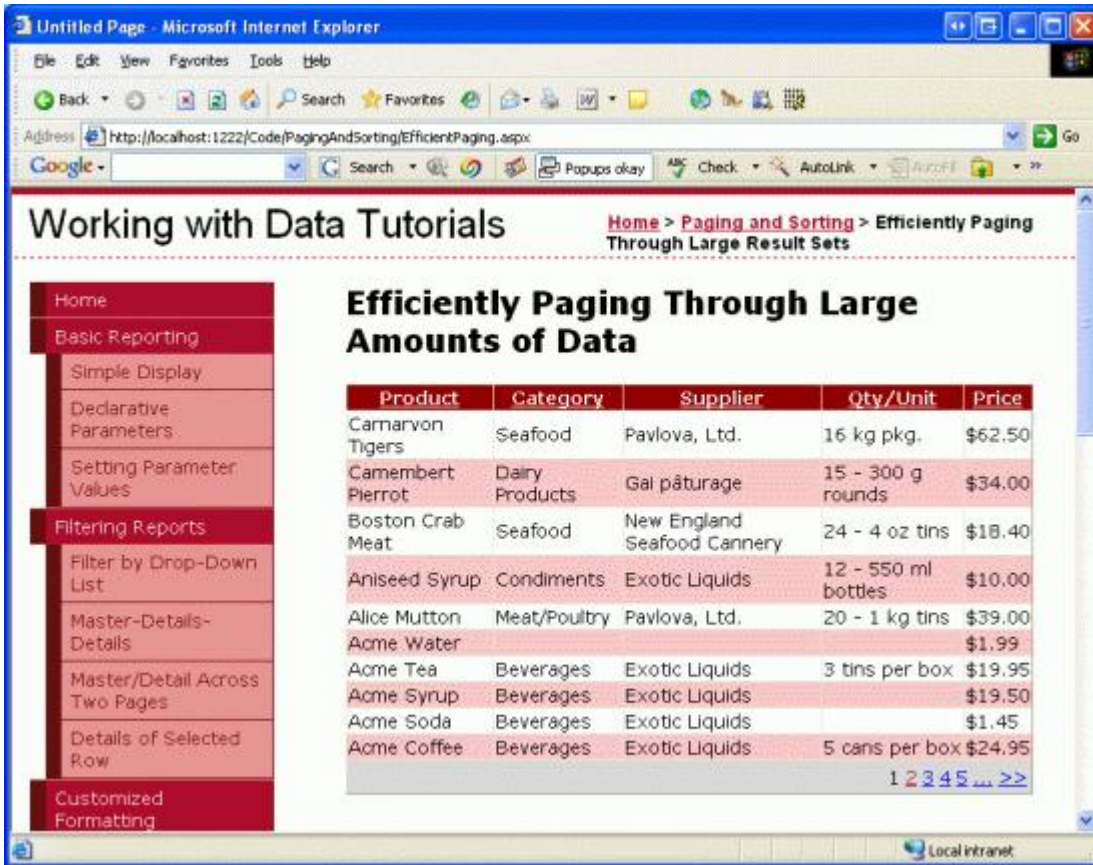 Untitled Page - Microsoft Internet Explorer
File Edit View Favorites Tools Help
Back Search Favorites
Address http://localhost:1222/Code/PagingAndSorting/EfficientPaging.aspx Go
Google Search Popups okay ABC Check AutoLink AutoFill
Working with Data Tutorials
Home > Paging and Sorting > Efficiently Paging
Through Large Result Sets
Home
Basic Reporting
Simple Display
Declarative
Parameters
Setting Parameter
Values
Filtering Reports
Filter by Drop-Down
List
Master-Details-
Details
Master/Detail Across
Two Pages
Details of Selected
Row
Customized
Formatting
Efficiently Paging Through Large
Amounts of Data
Product Category Supplier Qty/Unit Price
Carnarvon
Tigers Seafood Pavlova, Ltd. 16 kg pkg. $62.50
Camembert Dairy 15 - 300 g
Pierrot Products Gai pâturage rounds $34.00
Boston Crab New England
Meat Seafood Seafood Cannery 24 - 4 oz tins $18.40
Aniseed Syrup Condiments Exotic Liquids 12 - 550 ml
bottles $10.00
Alice Mutton Meat/Poultry Pavlova, Ltd. 20 - 1 kg tins $39.00
Acme Water $1.99
Acme Tea Beverages Exotic Liquids 3 tins per box $19.95
Acme Syrup Beverages Exotic Liquids $19.50
Acme Soda Beverages Exotic Liquids $1.45
Acme Coffee Beverages Exotic Liquids 5 cans per box $24.95
1 2 3 4 5 ... >>
Local intranet